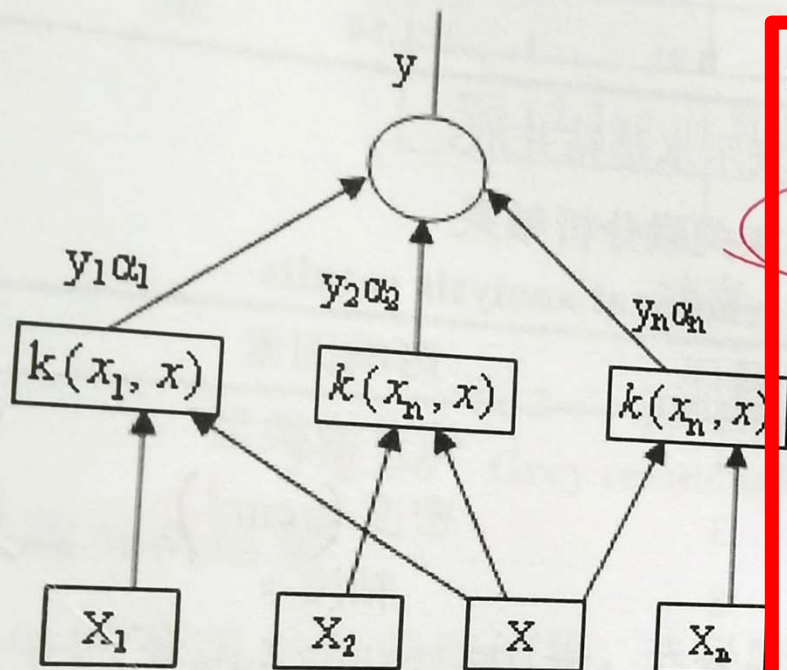 y
y₁α₁ y₂α₂ yₙαₙ
k(x₁, x) k(xₙ, x) k(xₙ, x)
X₁ X₂ X Xₙ